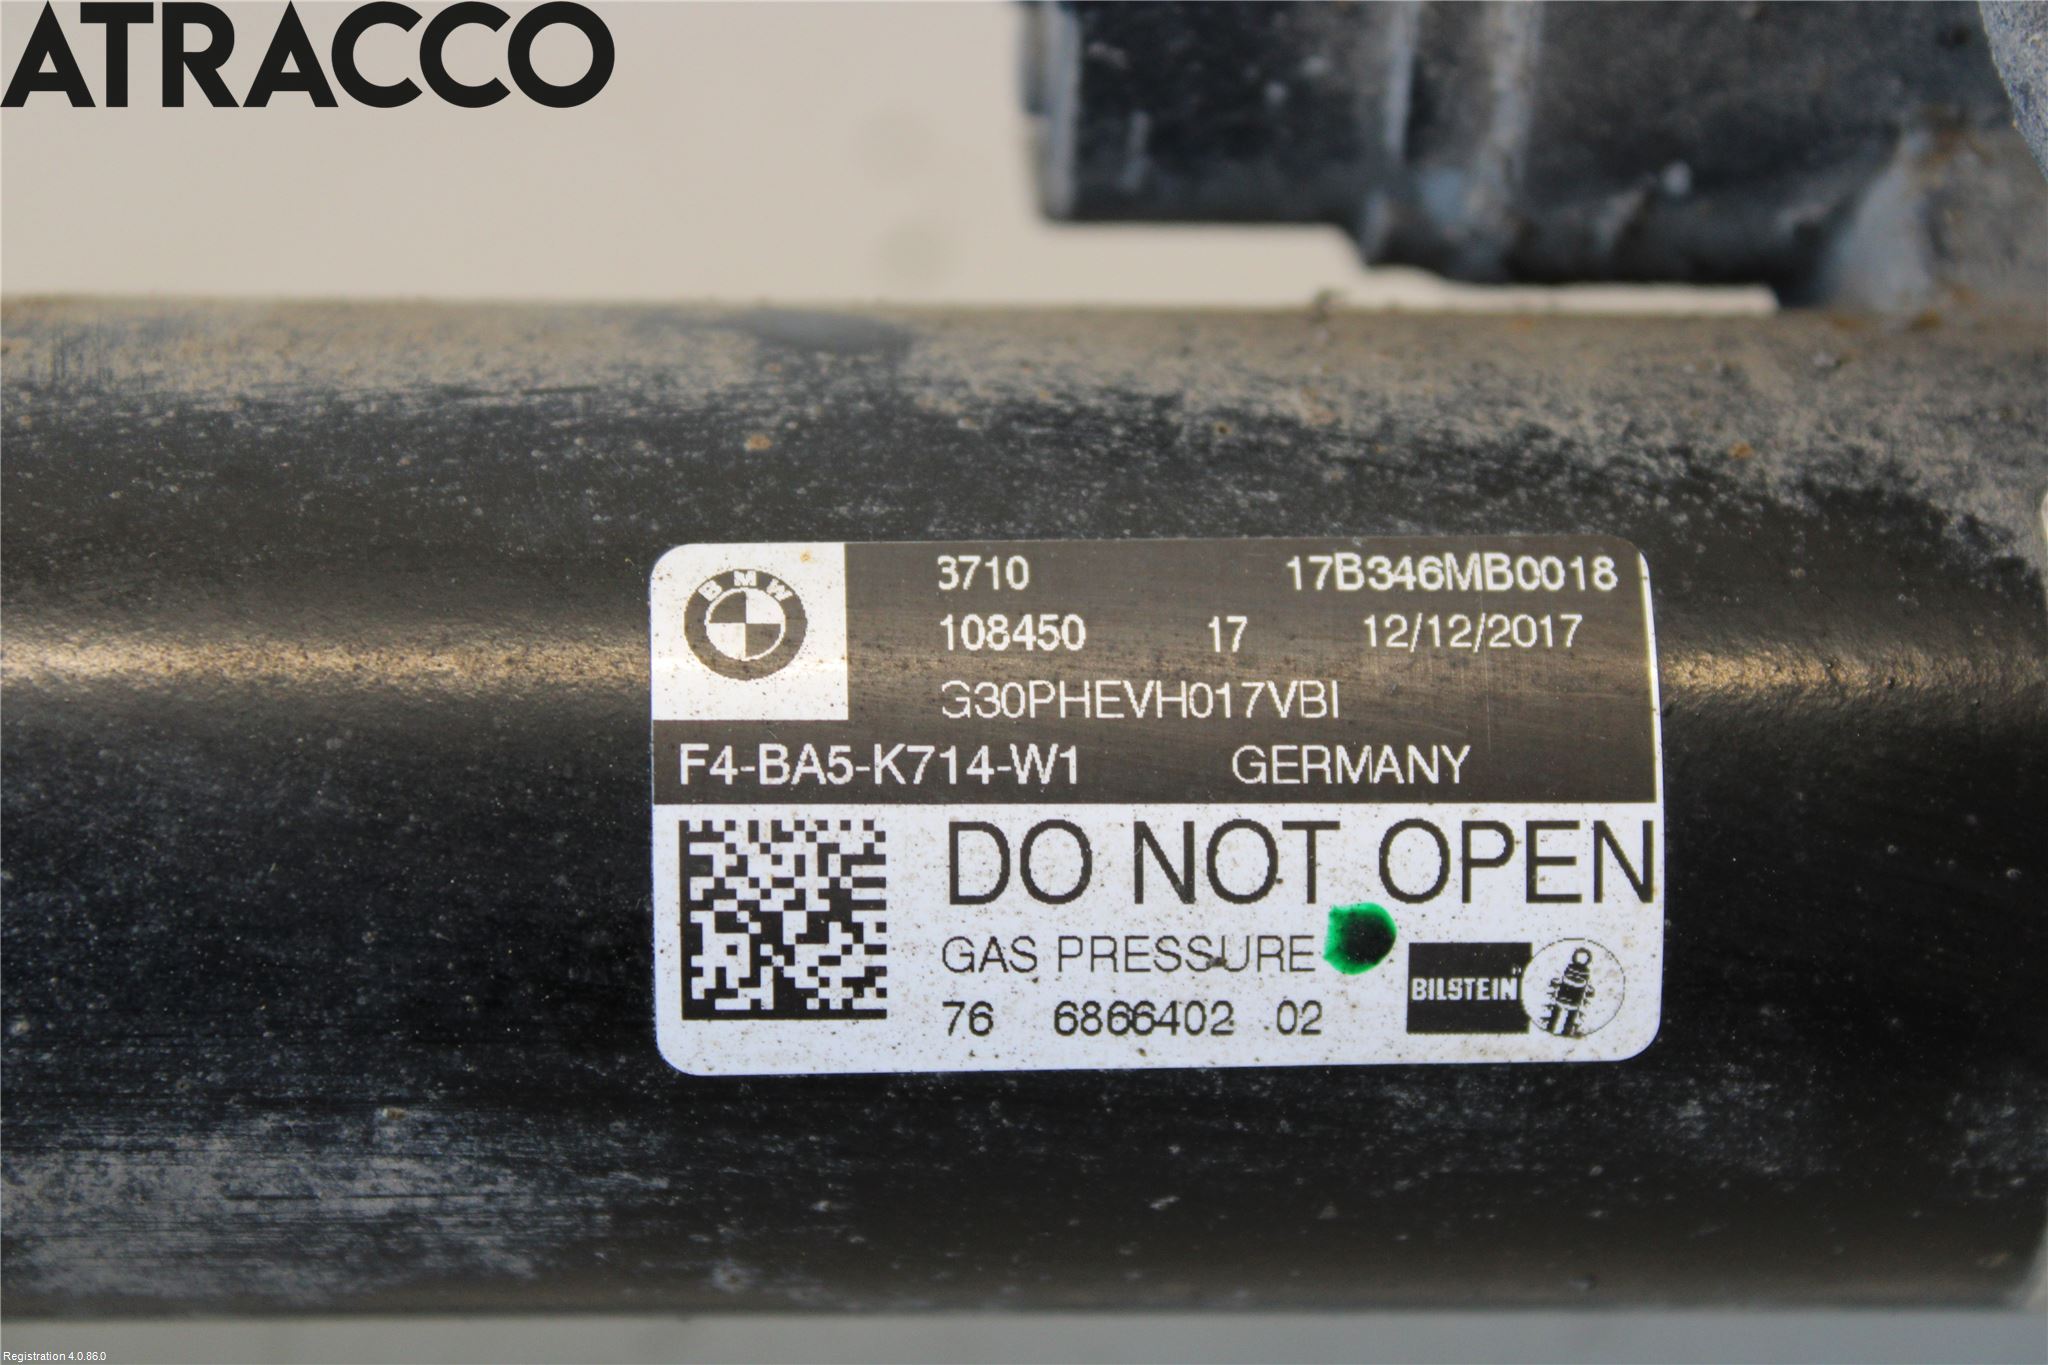 ATRACCO
BMW
3710 17B346MB0018
108450 17 12/12/2017
G30PHEVH017VBI
F4-BA5-K714-W1 GERMANY
DO NOT OPEN
GAS PRESSURE
BILSTEIN
76 6866402 02
Registration 4.0.86.0